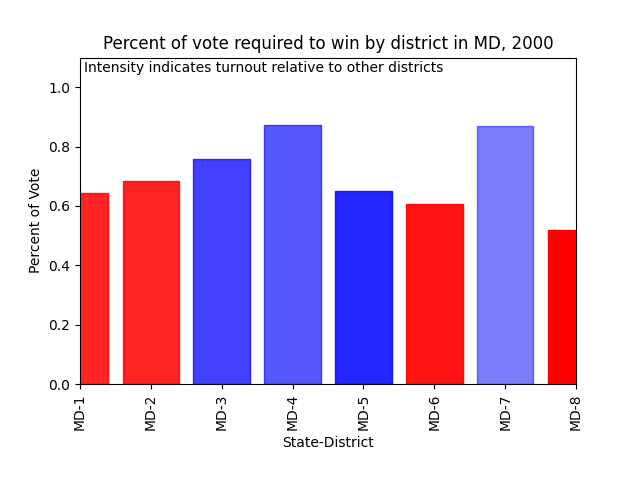 Percent of vote required to win by district in MD, 2000
Intensity indicates turnout relative to other districts
1.0
0.8
0.6
0.4
0.2
0.0
Percent of Vote
MD-1
MD-2
MD-3
MD-4
MD-5
MD-6
MD-7
MD-8
State-District